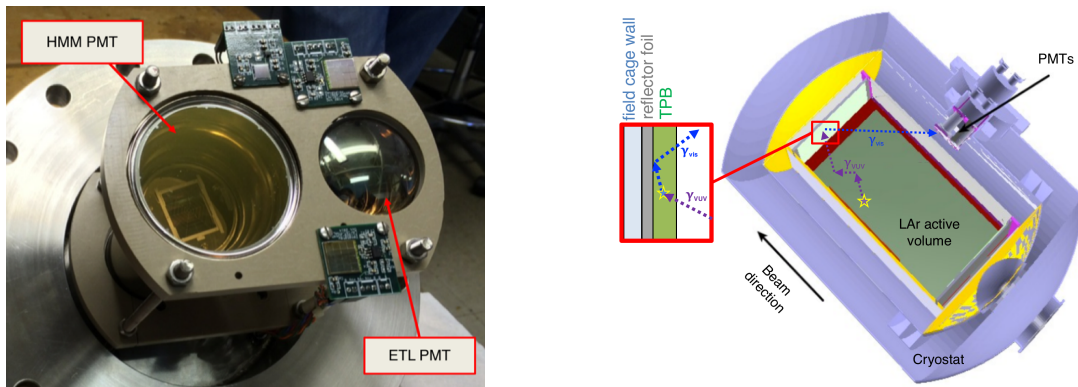 HMM PMT
ETL PMT
field cage wall
reflector foil
TPB
γvis
γVUV
PMTs
γvis
γVUV
LAr active
volume
Beam
direction
Cryostat